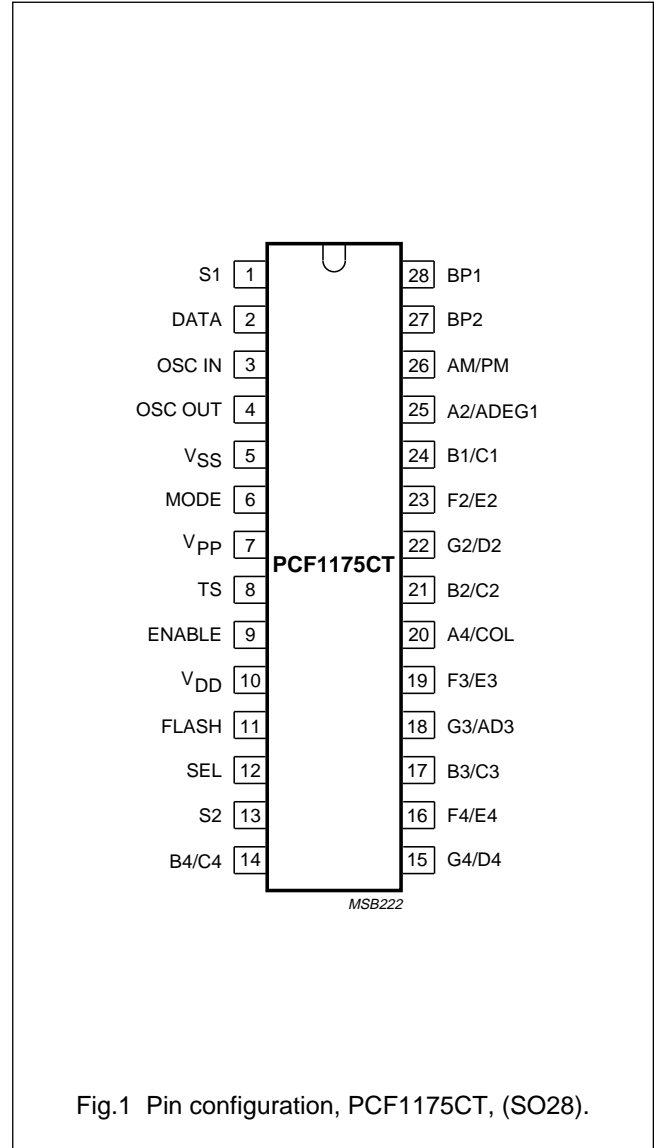 S1 1 28 BP1
DATA 2 27 BP2
OSC IN 3 26 AM/PM
OSC OUT 4 25 A2/ADEG1
VSS 5 24 B1/C1
MODE 6 23 F2/E2
VPP 7 22 G2/D2
PCF1175CT
TS 8 21 B2/C2
ENABLE 9 20 A4/COL
VDD 10 19 F3/E3
FLASH 11 18 G3/AD3
SEL 12 17 B3/C3
S2 13 16 F4/E4
B4/C4 14 15 G4/D4
MSB222
Fig.1 Pin configuration, PCF1175CT, (SO28).